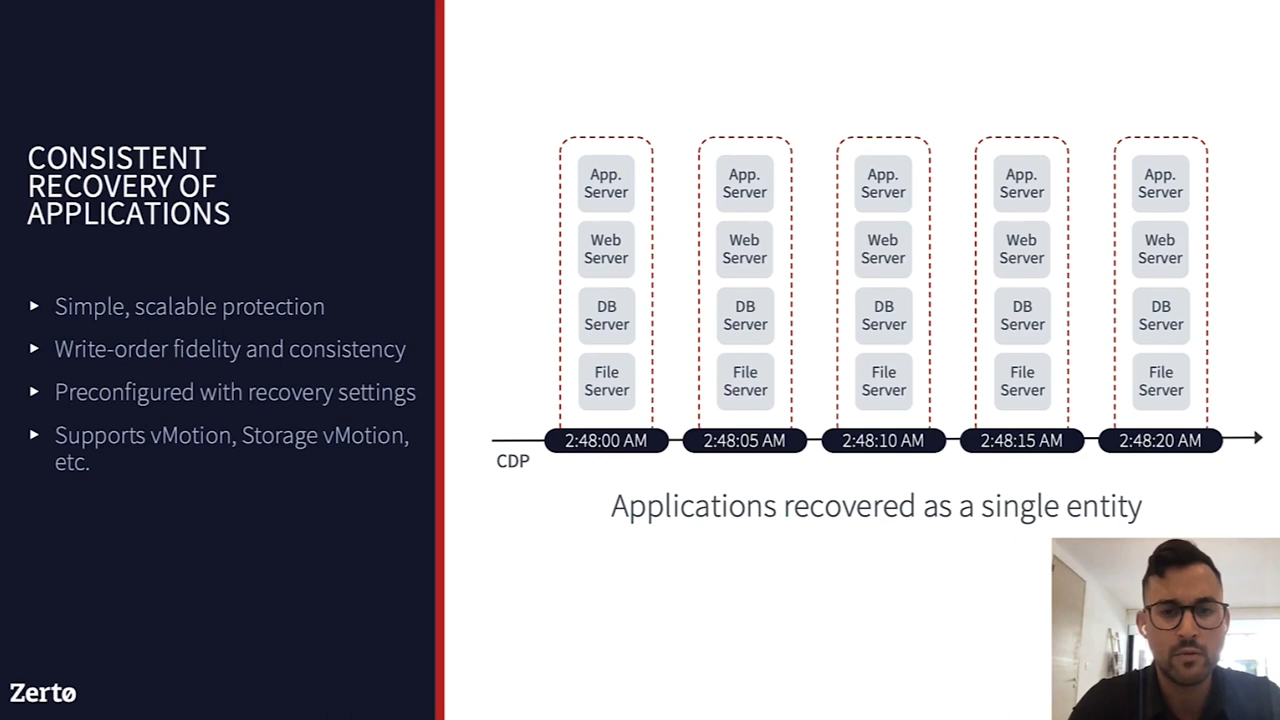 CONSISTENT
RECOVERY OF
APPLICATIONS
Simple, scalable protection
Write-order fidelity and consistency
Preconfigured with recovery settings
Supports vMotion, Storage vMotion,
etc.
Zertø
App.
Server
Web
Server
DB
Server
File
Server
2:48:00 AM
App.
Server
Web
Server
DB
Server
File
Server
2:48:05 AM
App.
Server
Web
Server
DB
Server
File
Server
2:48:10 AM
App.
Server
Web
Server
DB
Server
File
Server
2:48:15 AM
App.
Server
Web
Server
DB
Server
File
Server
2:48:20 AM
CDP
Applications recovered as a single entity